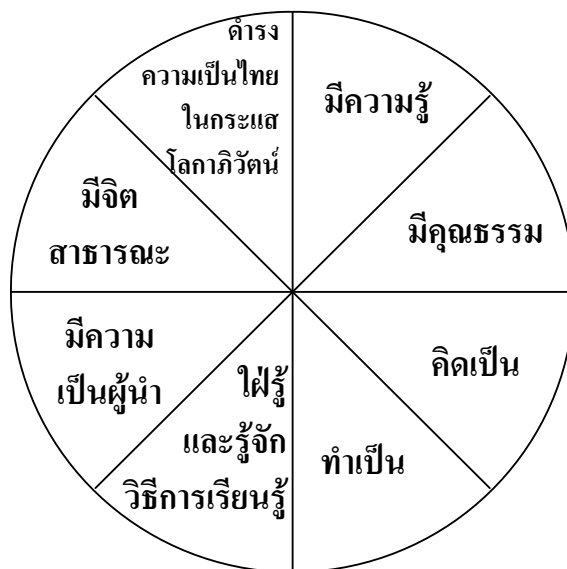 มีความรู้
มีคุณธรรม
คิดเป็น
ทำเป็น
ใฝ่รู้
และรู้จัก
วิธีการเรียนรู้
มีความ
เป็นผู้นำ
มีจิต
สาธารณะ
ดำรง
ความเป็นไทย
ในกระแส
โลกาภิวัตน์